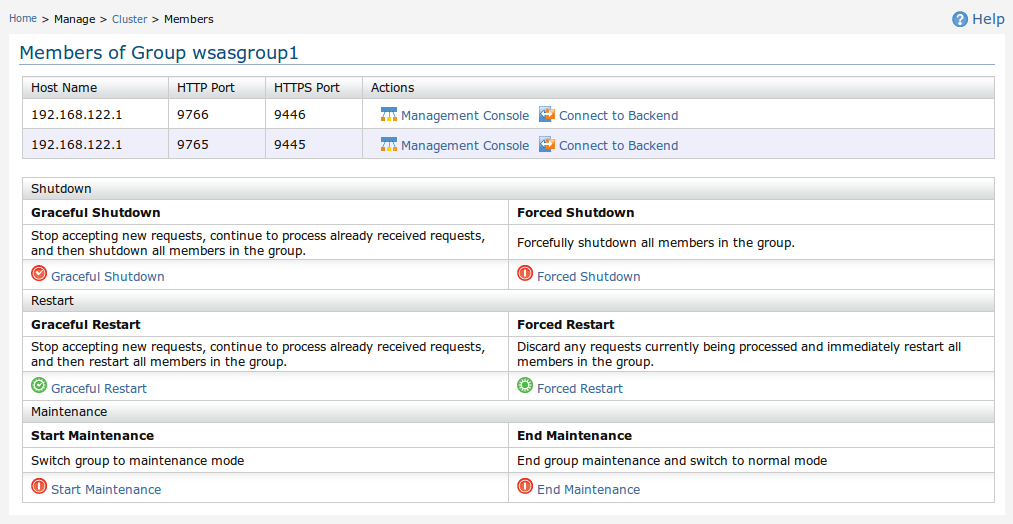 Home > Manage > Cluster > Members
Help
Members of Group wsasgroup1
Host Name HTTP Port HTTPS Port Actions
192.168.122.1 9766 9446 Management Console Connect to Backend
192.168.122.1 9765 9445 Management Console Connect to Backend
Shutdown
Graceful Shutdown
Stop accepting new requests, continue to process already received requests,
and then shutdown all members in the group.
Graceful Shutdown
Forced Shutdown
Forcefully shutdown all members in the group.
Forced Shutdown
Restart
Graceful Restart
Stop accepting new requests, continue to process already received requests,
and then restart all members in the group.
Graceful Restart
Forced Restart
Discard any requests currently being processed and immediately restart all
members in the group.
Forced Restart
Maintenance
Start Maintenance
Switch group to maintenance mode
Start Maintenance
End Maintenance
End group maintenance and switch to normal mode
End Maintenance